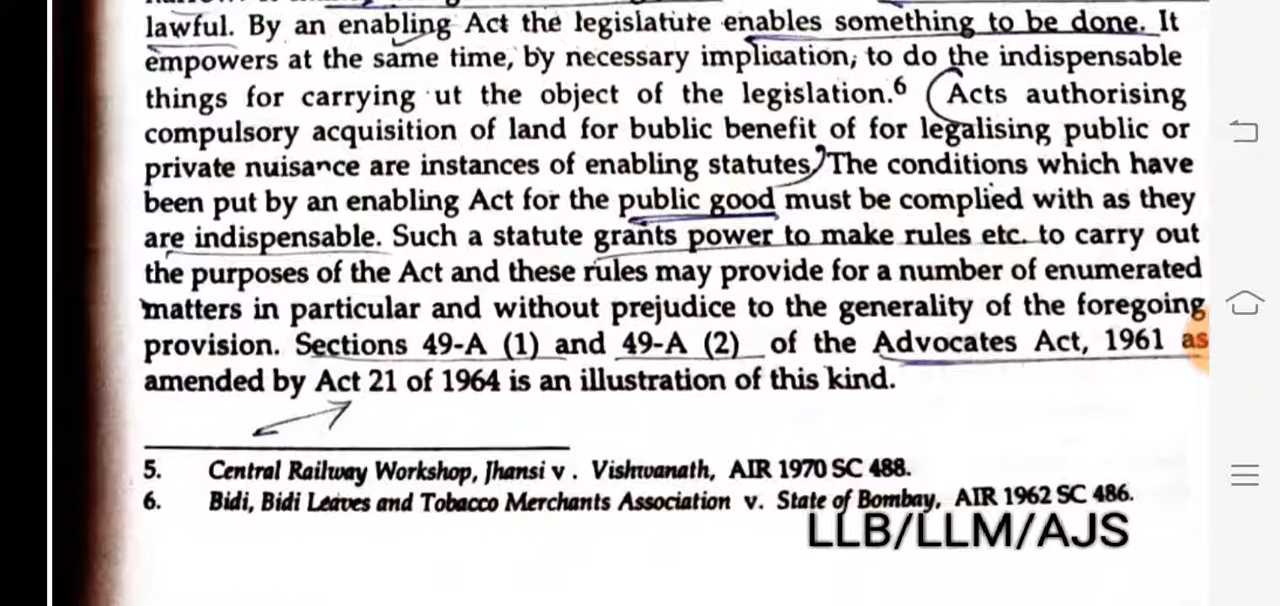 lawful. By an enabling Act the legislature enables something to be done. It
empowers at the same time, by necessary implication, to do the indispensable
things for carrying ut the object of the legislation.6 (Acts authorising
compulsory acquisition of land for bublic benefit of for legalising public or
private nuisance are instances of enabling statutes) The conditions which have
been put by an enabling Act for the public good must be complied with as they
are indispensable. Such a statute grants power to make rules etc. to carry out
the purposes of the Act and these rules may provide for a number of enumerated
matters in particular and without prejudice to the generality of the foregoing
provision. Sections 49-A (1) and 49-A (2) of the Advocates Act, 1961 as
amended by Act 21 of 1964 is an illustration of this kind.
5. Central Railway Workshop, Jhansi v. Vishwanath, AIR 1970 SC 488.
6. Bidi, Bidi Leaves and Tobacco Merchants Association v. State of Bombay, AIR 1962 SC 486.
LLB/LLM/AJS